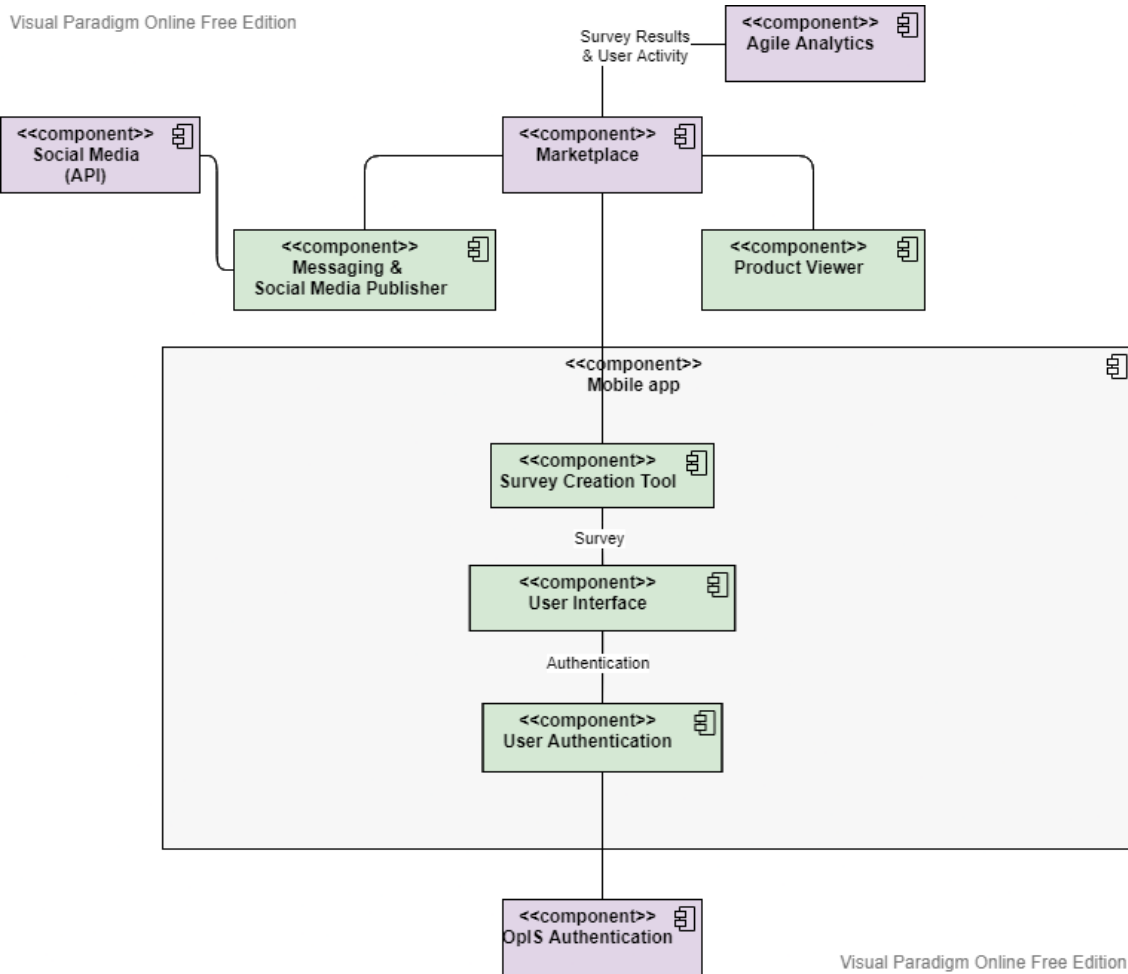 Visual Paradigm Online Free Edition
<<component>>
Agile Analytics
Survey Results
& User Activity
<<component>>
Social Media
(API)
<<component>>
Marketplace
<<component>>
Messaging &
Social Media Publisher
<<component>>
Product Viewer
<<component>>
Mobile app
<<component>>
Survey Creation Tool
Survey
<<component>>
User Interface
Authentication
<<component>>
User Authentication
<<component>>
OpIS Authentication
Visual Paradigm Online Free Edition